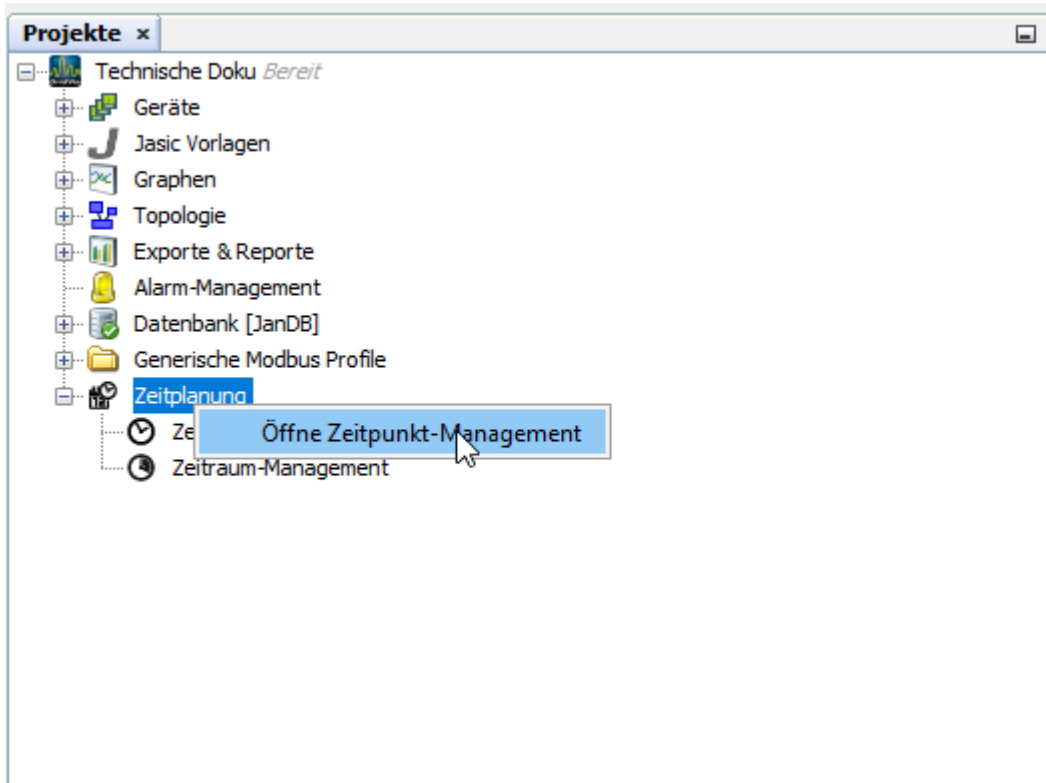 Projekte
Technische Doku Bereit
Geräte
Jasic Vorlagen
Graphen
Topologie
Exporte & Reporte
Alarm-Management
Datenbank [JanDB]
Generische Modbus Profile
Zeitplanung
Öffne Zeitpunkt-Management
Zeitraum-Management